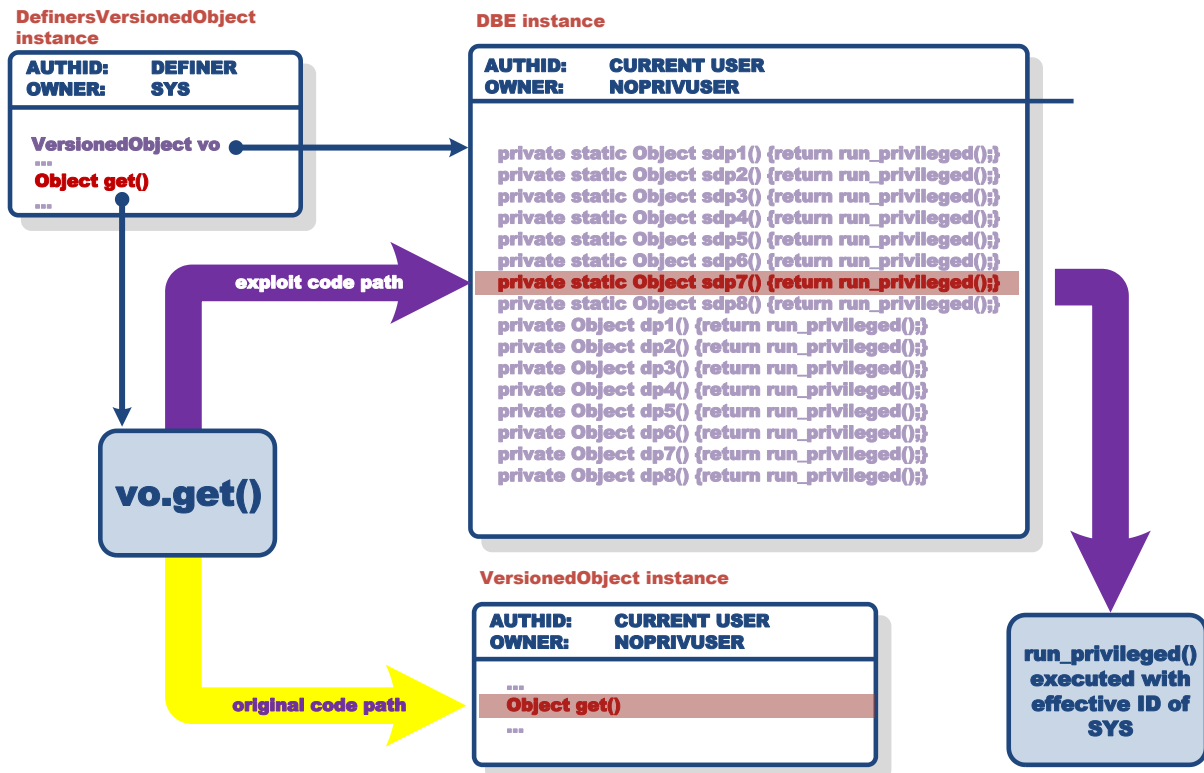 DefinersVersionedObject
instance
AUTHID: DEFINER
OWNER: SYS
VersionedObject vo
...
Object get()
...
DBE instance
AUTHID: CURRENT USER
OWNER: NOPRIVUSER
private static Object sdp1() {return run_privileged();}
private static Object sdp2() {return run_privileged();}
private static Object sdp3() {return run_privileged();}
private static Object sdp4() {return run_privileged();}
private static Object sdp5() {return run_privileged();}
private static Object sdp6() {return run_privileged();}
private static Object sdp7() {return run_privileged();}
private static Object sdp8() {return run_privileged();}
private Object dp1() {return run_privileged();}
private Object dp2() {return run_privileged();}
private Object dp3() {return run_privileged();}
private Object dp4() {return run_privileged();}
private Object dp5() {return run_privileged();}
private Object dp6() {return run_privileged();}
private Object dp7() {return run_privileged();}
private Object dp8() {return run_privileged();}
exploit code path
vo.get()
original code path
VersionedObject instance
AUTHID: CURRENT USER
OWNER: NOPRIVUSER
...
Object get()
...
run_privileged()
executed with
effective ID of
SYS